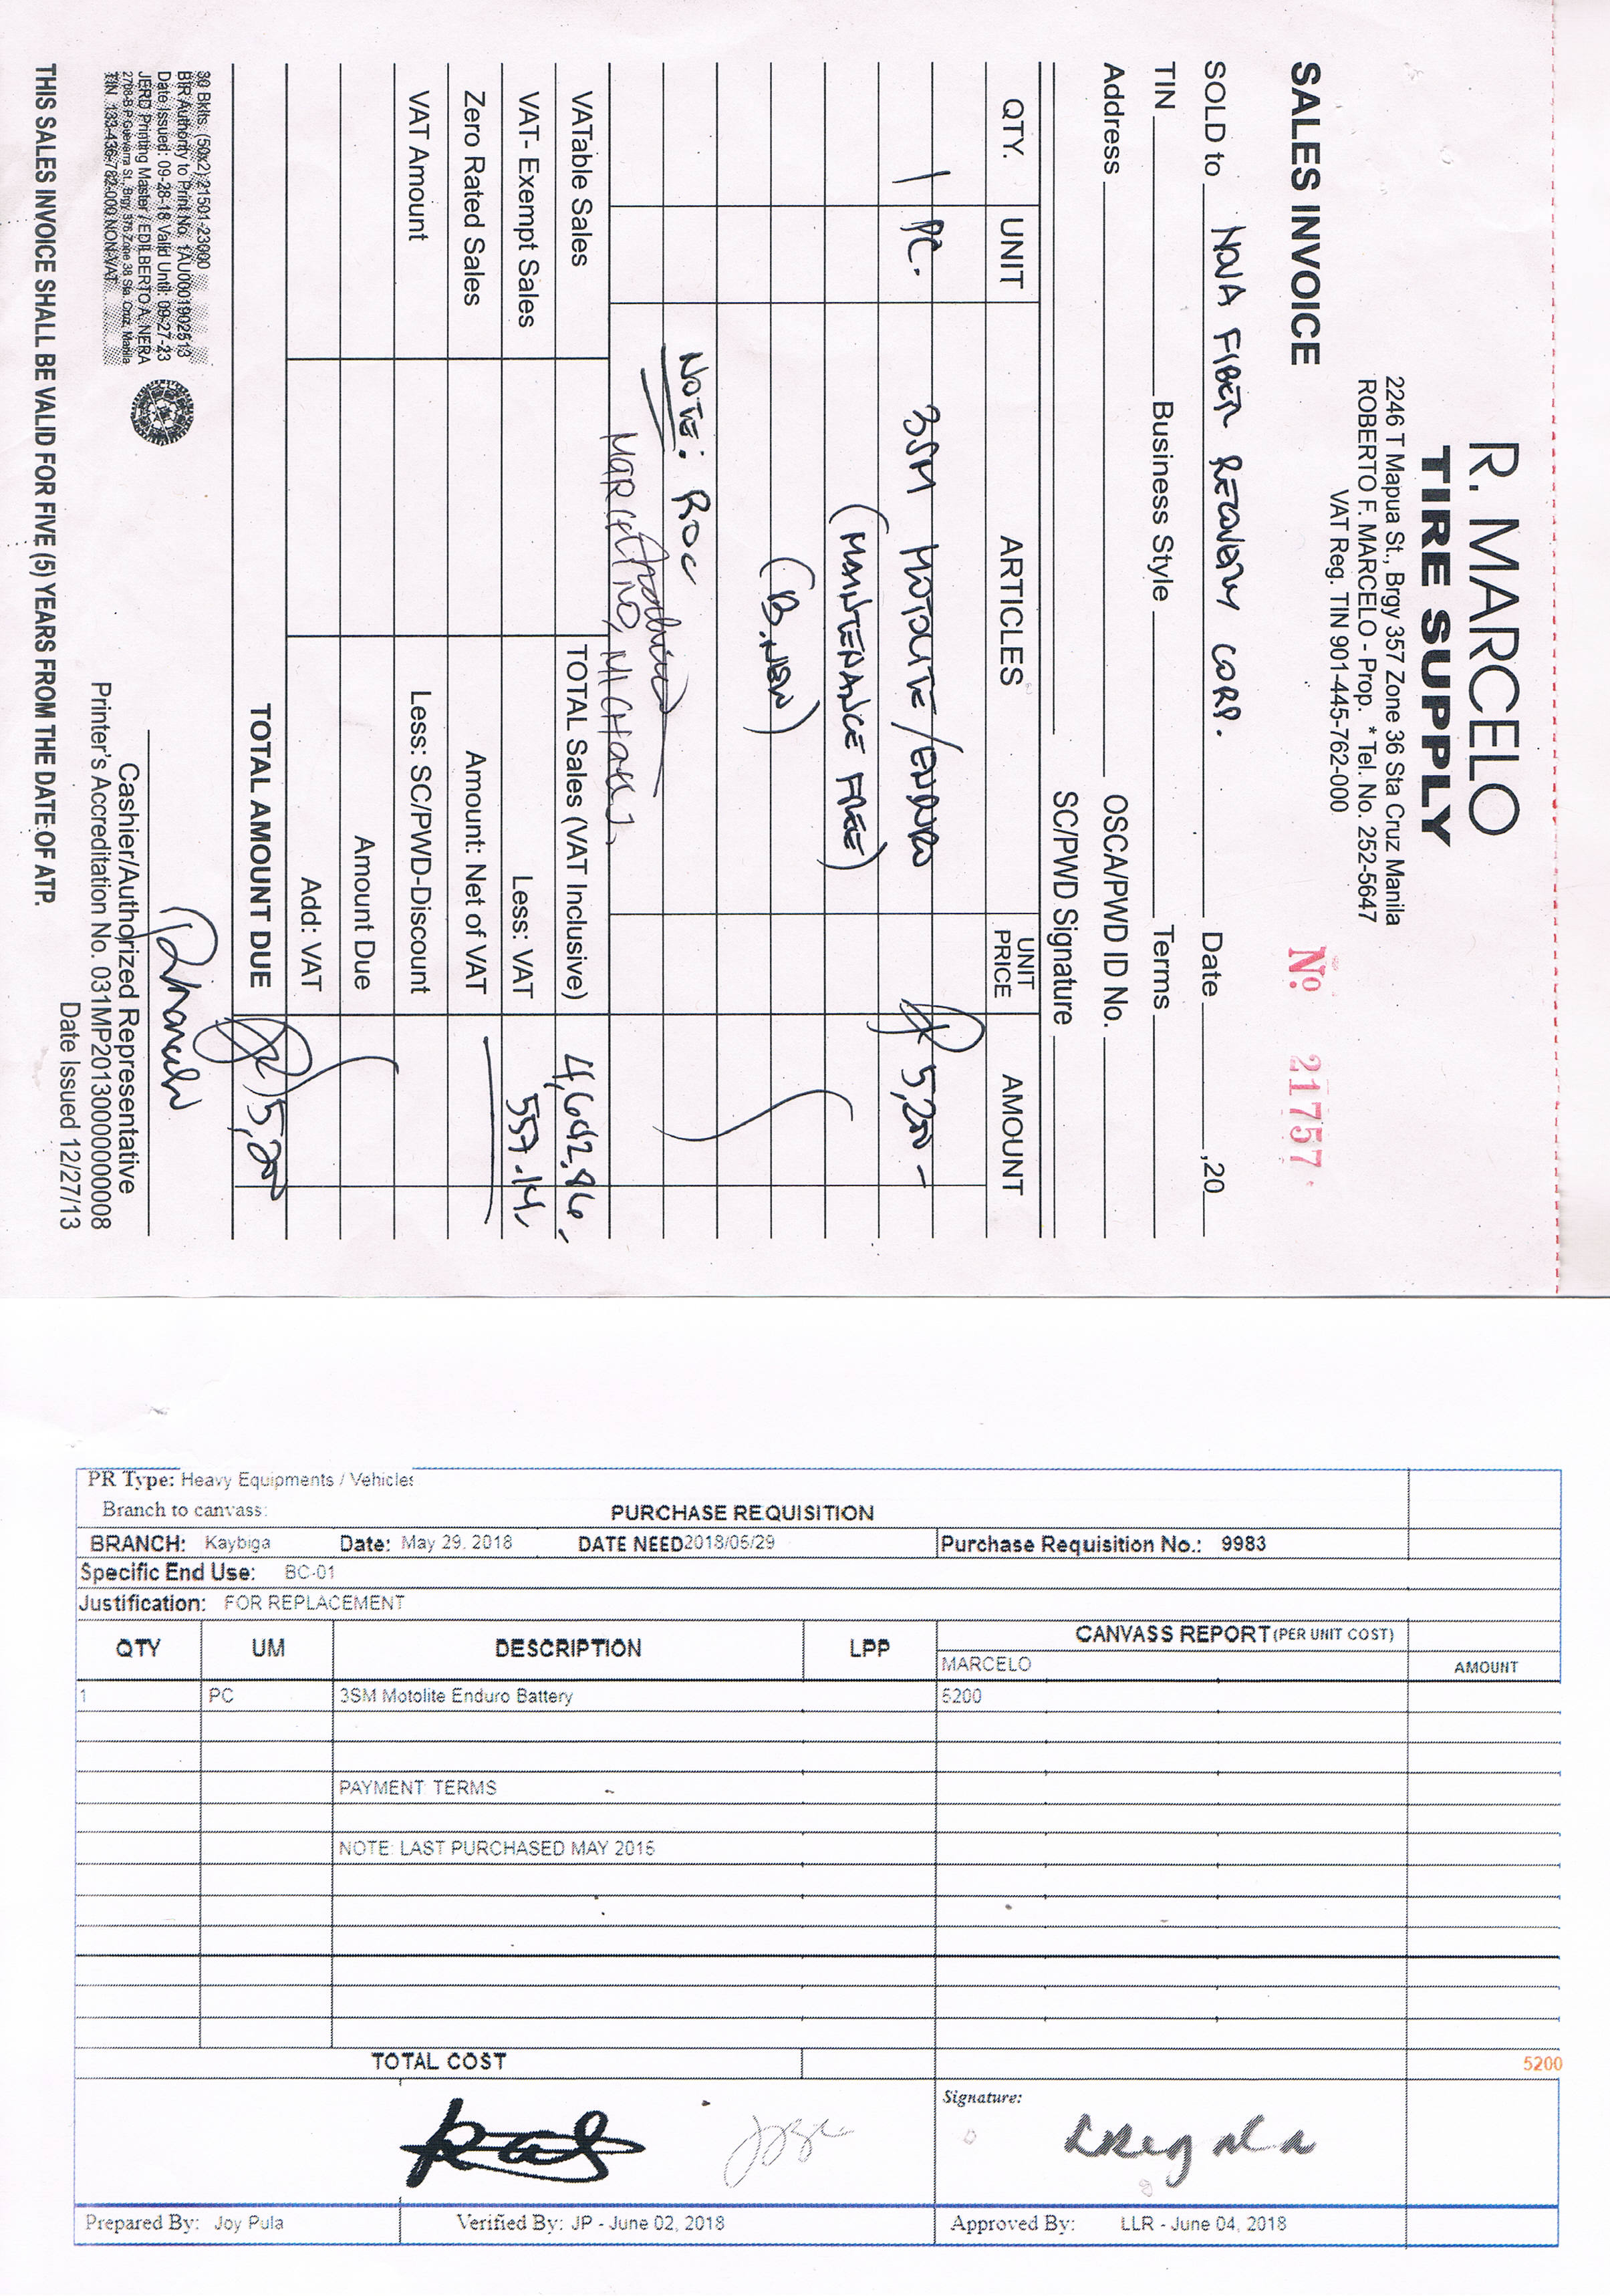 R. MARCELO
TIRE SUPPLY
2246 T Mapua St., Brgy 357 Zone 36 Sta Cruz Manila
ROBERTO F. MARCELO - Prop. * Tel. No. 252-5647
VAT Reg. TIN 901-445-762-000
SALES INVOICE No. 21757
SOLD to NOVA FIBER RECOVERY CORP. Date ,20
TIN Business Style Terms
Address OSCA/PWD ID No.
SC/PWD Signature
QTY. UNIT ARTICLES UNIT PRICE AMOUNT
1 PC. 3SM MOTOLITE/ENDURO ₱ 5,200 -
(MAINTENANCE FREE)
(B.NEW)
NOTE: ROC
MARCELINO, MICHAEL J.
VATable Sales TOTAL Sales (VAT Inclusive) 4,642.86
VAT- Exempt Sales Less: VAT 557.14
Zero Rated Sales Amount: Net of VAT
VAT Amount Less: SC/PWD-Discount
Amount Due
Add: VAT
TOTAL AMOUNT DUE ₱ 5,200
30 Bklts. (50x2) 21501-23000
BIR Authority to Print No. 1AU0001902513
Date Issued: 09-28-18 Valid Until: 09-27-23
JERD Printing Master / EDILBERTO A. NERA
2708-B P. Guevarra St., Brgy. 376 Zone 38 Sta. Cruz, Manila
TIN 133-436-782-000 NON-VAT
Cashier/Authorized Representative
Printer's Accreditation No. 031MP20130000000008
Date Issued 12/27/13
THIS SALES INVOICE SHALL BE VALID FOR FIVE (5) YEARS FROM THE DATE OF ATP.
PR Type: Heavy Equipments / Vehicles
Branch to canvass:
PURCHASE REQUISITION
BRANCH: Kaybiga Date: May 29, 2018 DATE NEED 2018/05/29 Purchase Requisition No.: 9983
Specific End Use: BC-01
Justification: FOR REPLACEMENT
QTY UM DESCRIPTION LPP CANVASS REPORT (PER UNIT COST)
MARCELO AMOUNT
1 PC 3SM Motolite Enduro Battery 5200
PAYMENT TERMS
NOTE: LAST PURCHASED MAY 2015
TOTAL COST 5200
Signature:
Prepared By: Joy Pula Verified By: JP - June 02, 2018 Approved By: LLR - June 04, 2018